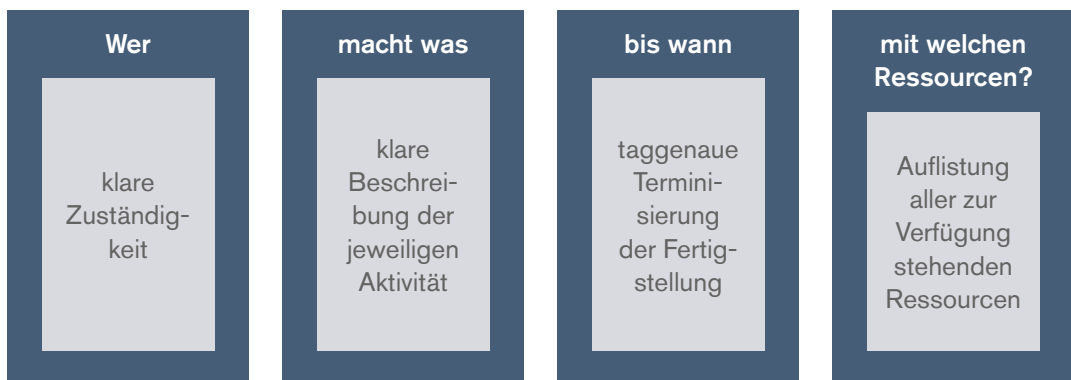 Wer
klare
Zuständig-
keit
macht was
klare
Beschrei-
bung der
jeweiligen
Aktivität
bis wann
taggenaue
Termini-
sierung
der Fertig-
stellung
mit welchen
Ressourcen?
Auflistung
aller zur
Verfügung
stehenden
Ressourcen